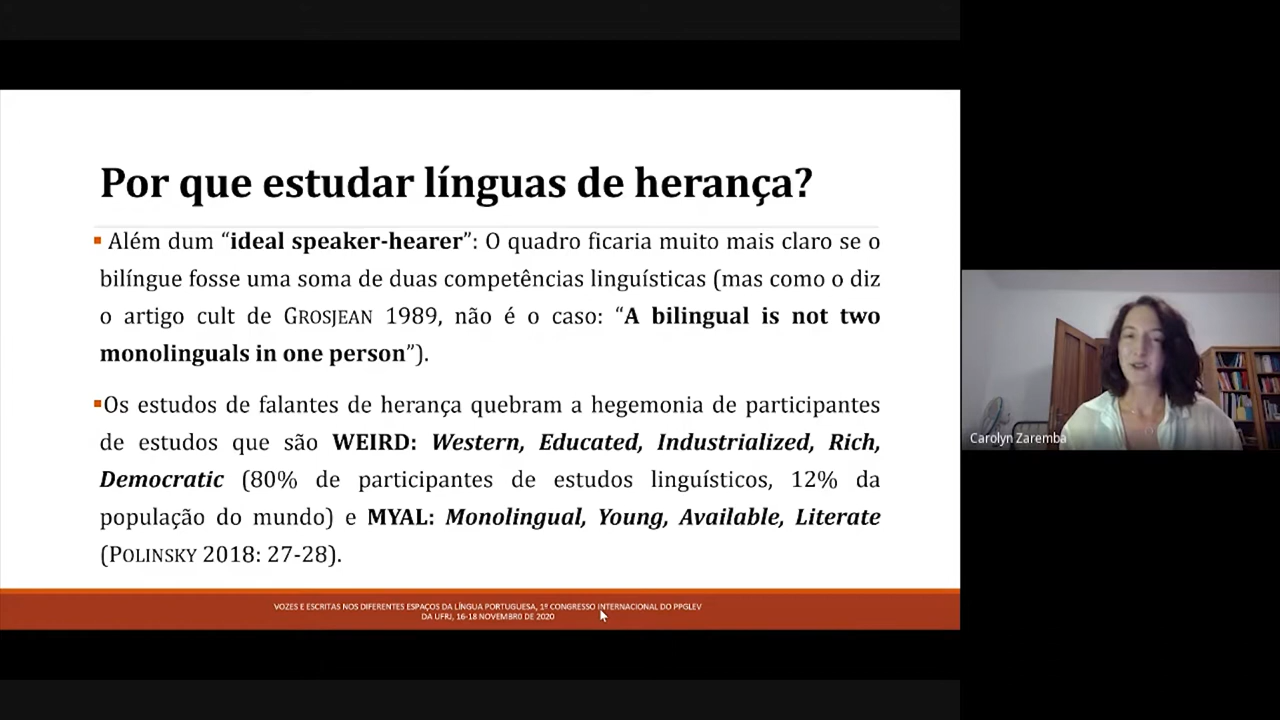 Por que estudar línguas de herança?
▪ Além dum “ideal speaker-hearer”: O quadro ficaria muito mais claro se o
bilíngue fosse uma soma de duas competências linguísticas (mas como o diz
o artigo cult de GROSJEAN 1989, não é o caso: “A bilingual is not two
monolinguals in one person”).
▪Os estudos de falantes de herança quebram a hegemonia de participantes
de estudos que são WEIRD: Western, Educated, Industrialized, Rich,
Democratic (80% de participantes de estudos linguísticos, 12% da
população do mundo) e MYAL: Monolingual, Young, Available, Literate
(POLINSKY 2018: 27-28).
VOZES E ESCRITAS NOS DIFERENTES ESPAÇOS DA LÍNGUA PORTUGUESA, 1º CONGRESSO INTERNACIONAL DO PPGLEV
DA UFRJ, 16-18 NOVEMBR0 DE 2020
Carolyn Zaremba